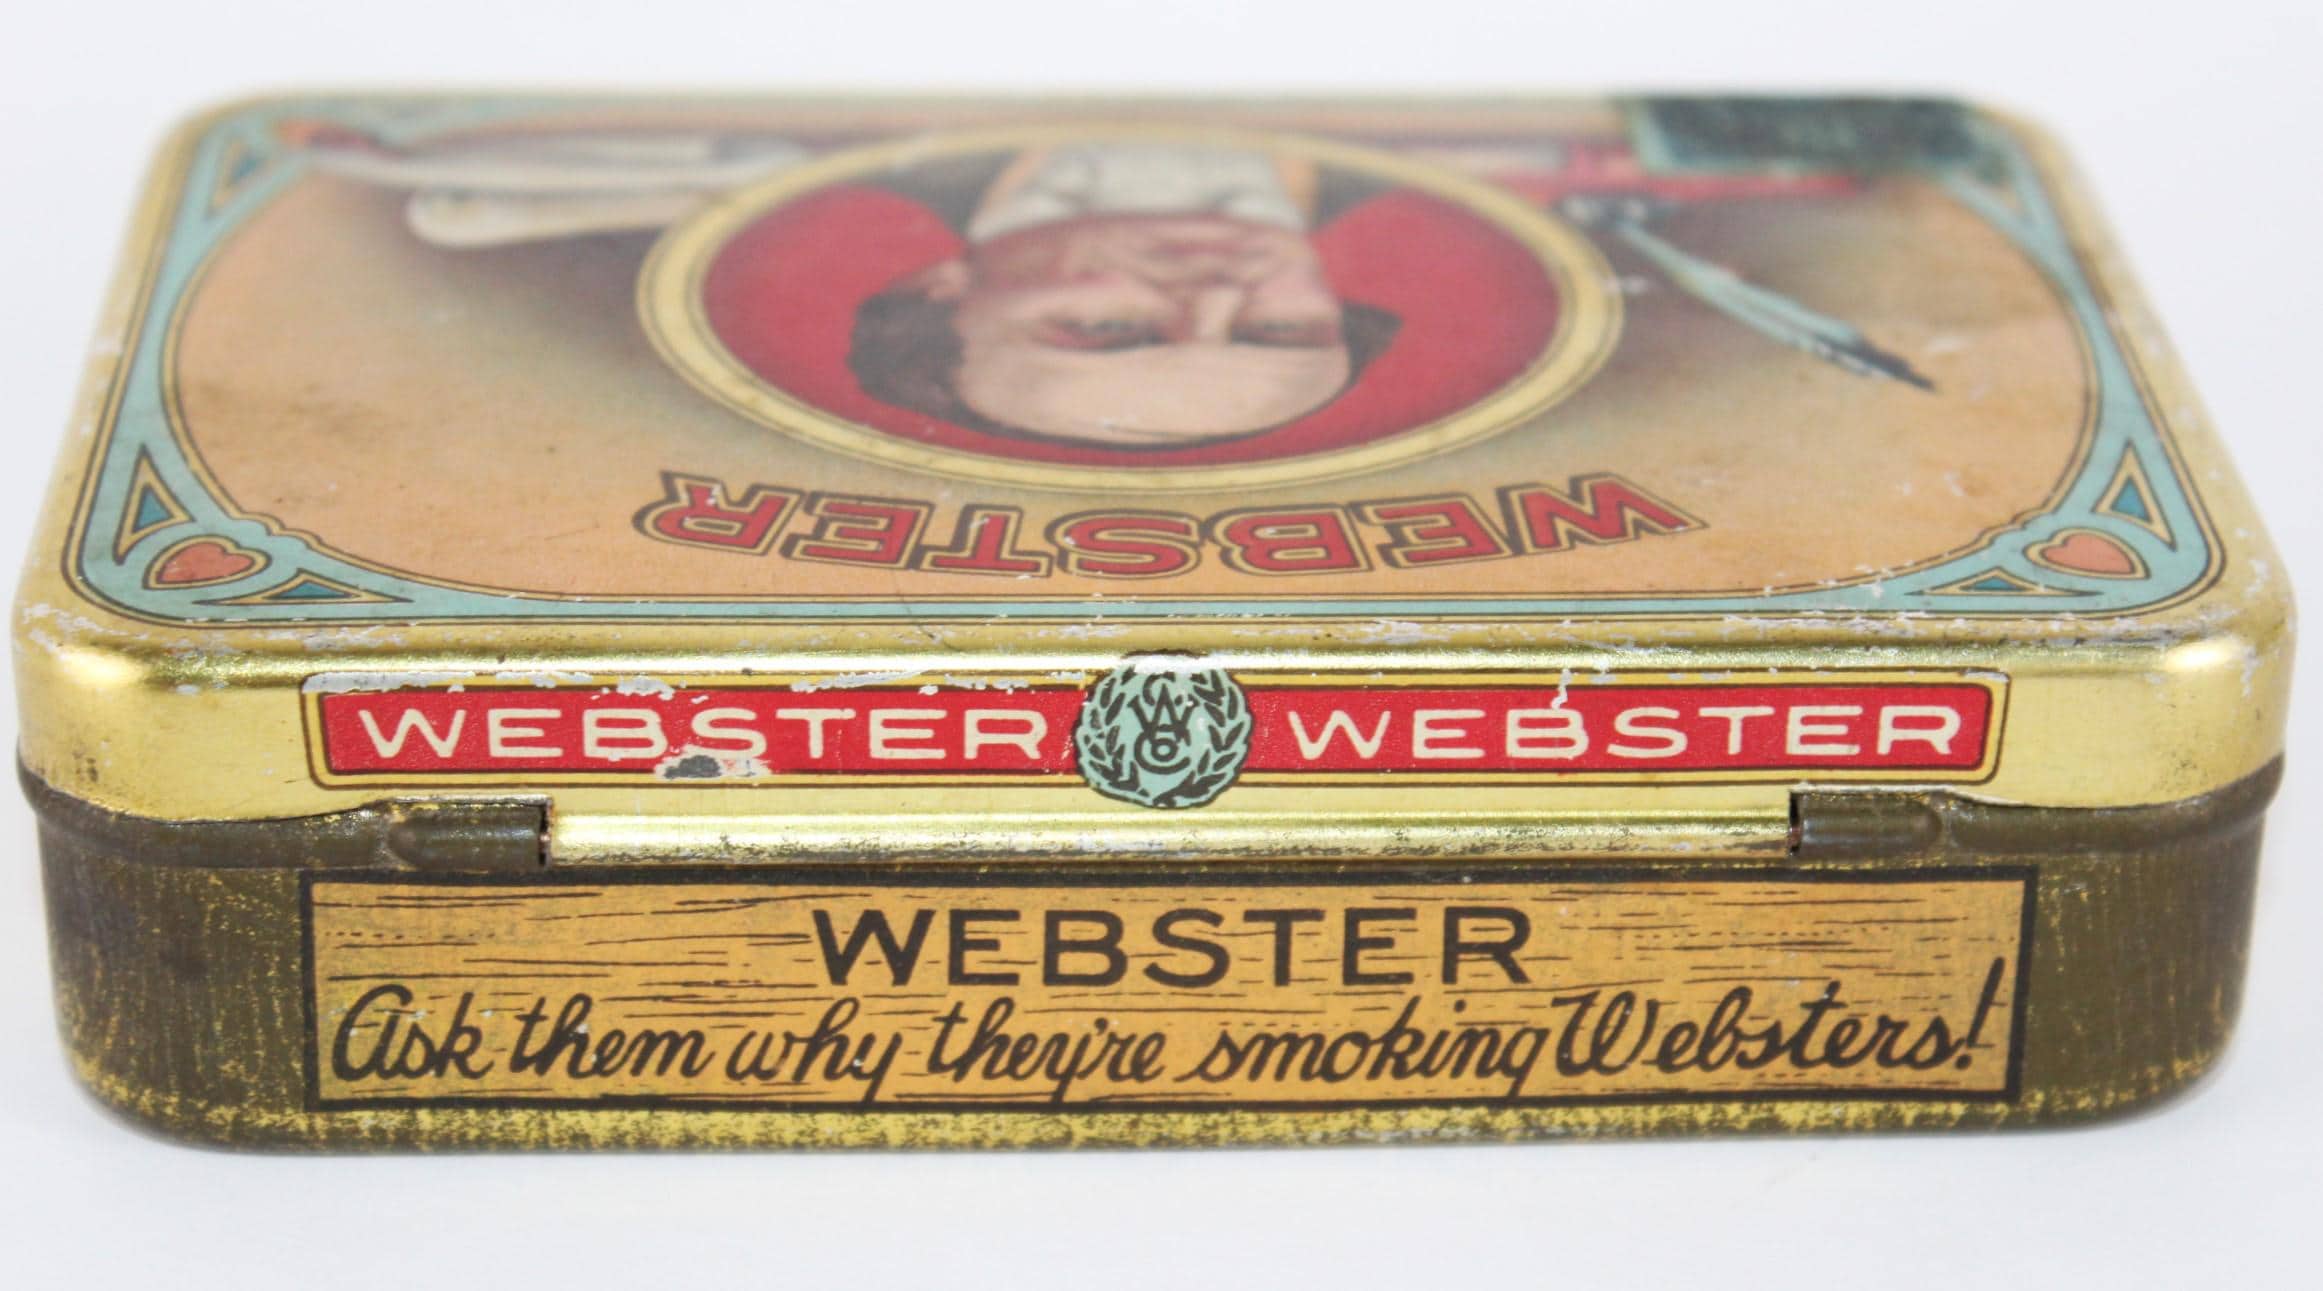 WEBSTER
WEBSTER WEBSTER
WEBSTER
Ask them why they're smoking Websters!